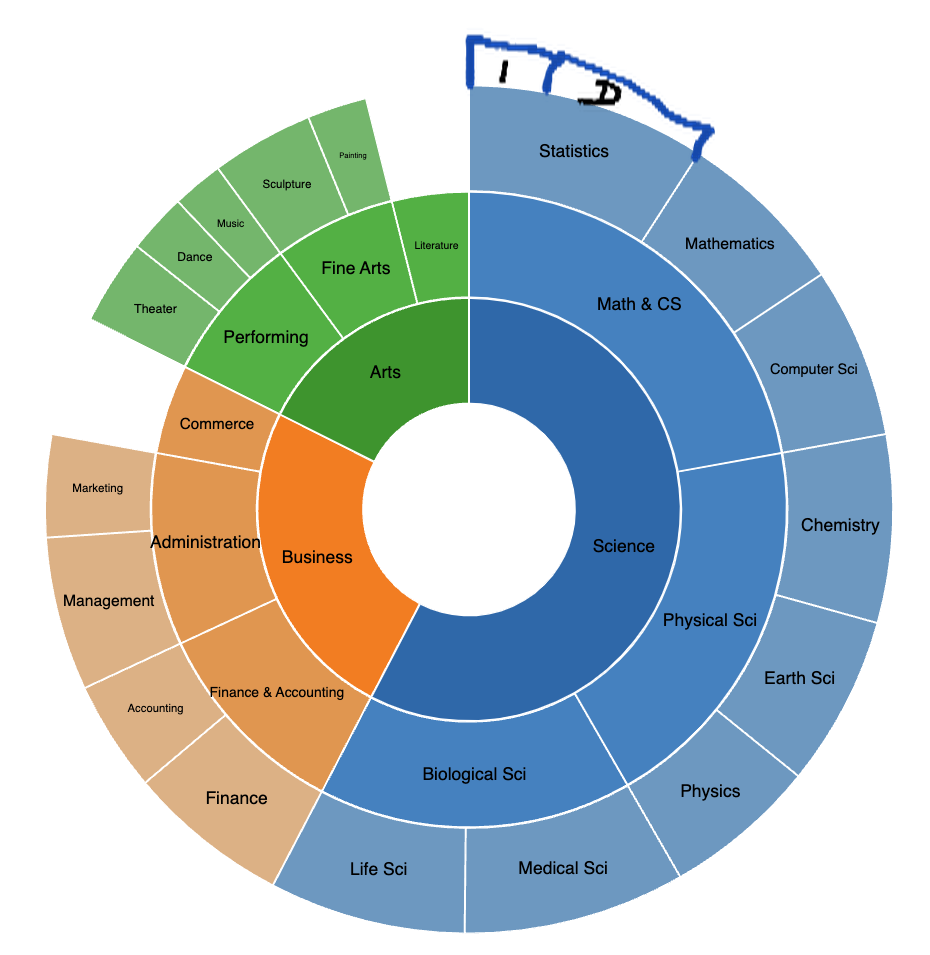 I
D
Statistics
Painting
Sculpture
Mathematics
Music
Literature
Dance
Fine Arts
Math & CS
Theater
Performing
Arts
Computer Sci
Commerce
Marketing
Chemistry
Administration
Science
Business
Management
Physical Sci
Earth Sci
Finance & Accounting
Accounting
Biological Sci
Physics
Finance
Life Sci
Medical Sci